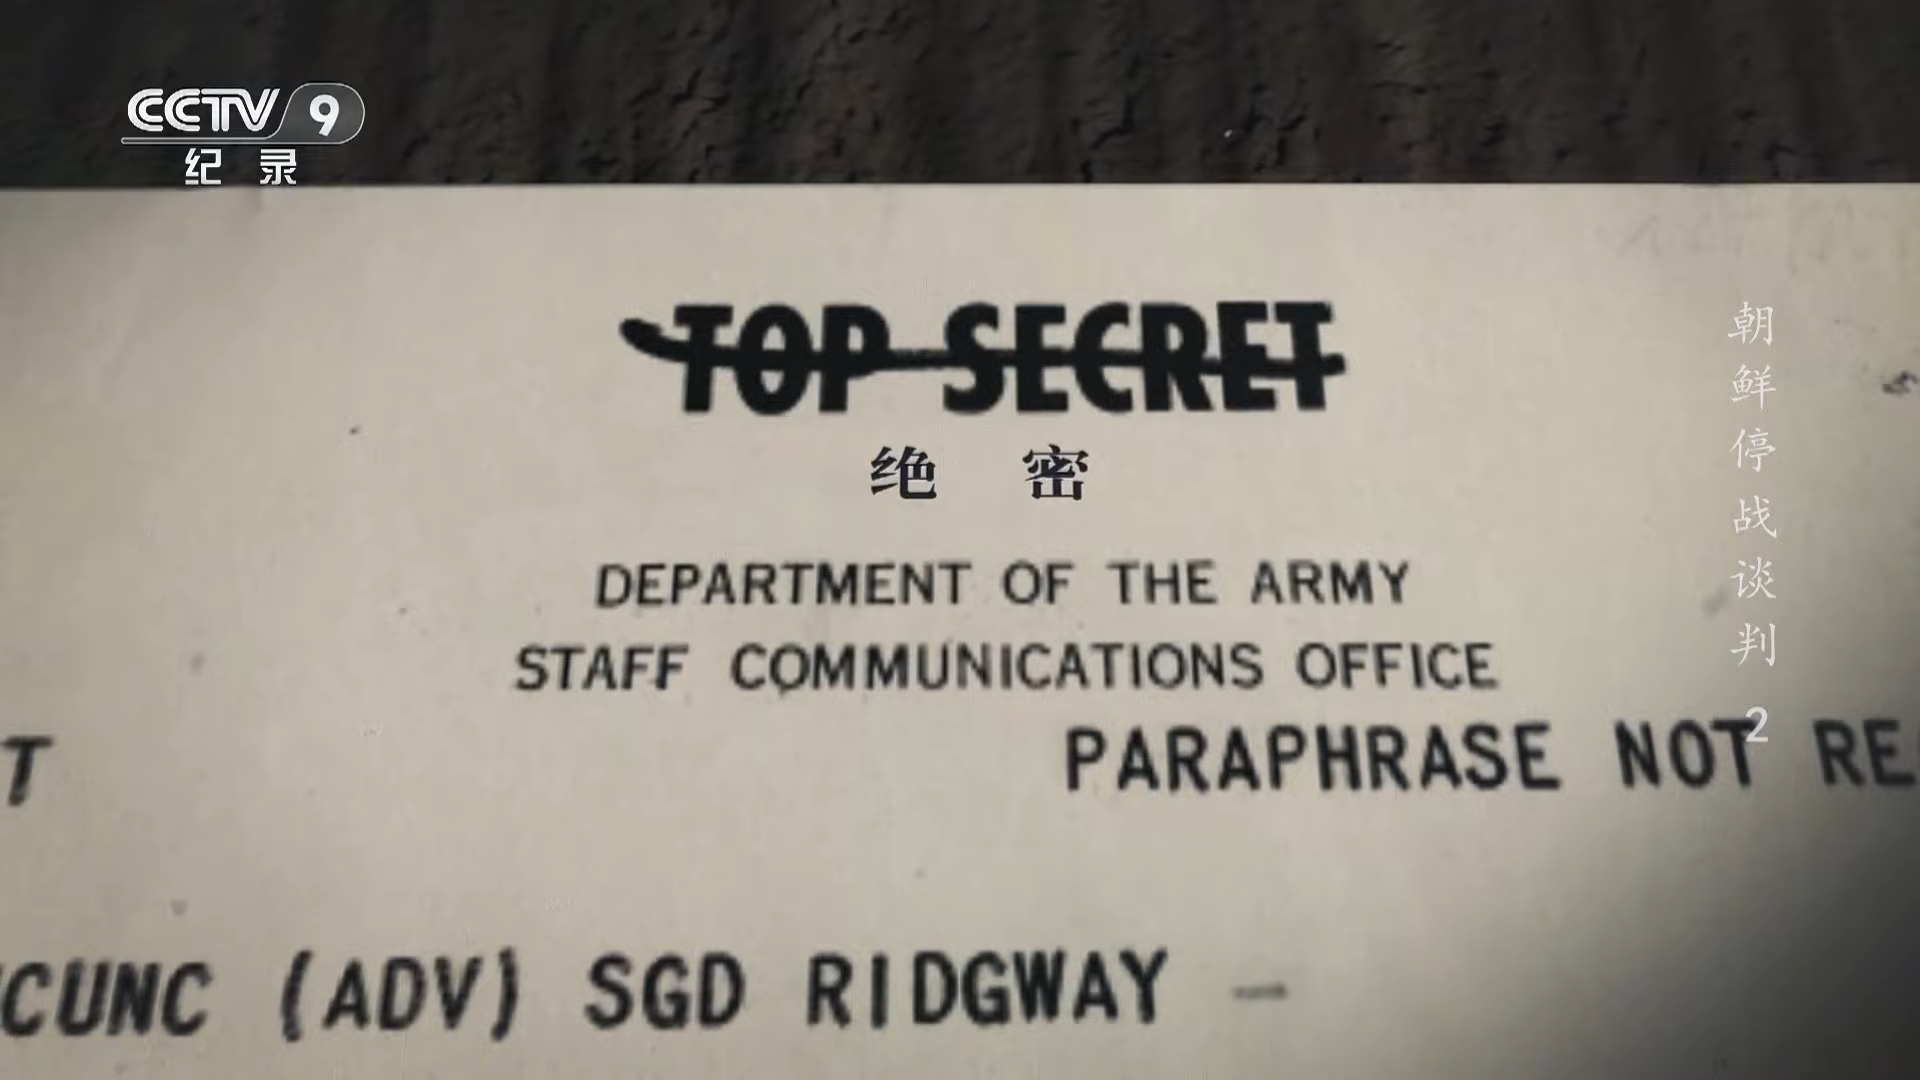 CCTV 9
纪 录
TOP SECRET
绝 密
DEPARTMENT OF THE ARMY
STAFF COMMUNICATIONS OFFICE
T PARAPHRASE NOT RE
CUNC (ADV) SGD RIDGWAY -
朝鲜停战谈判 2